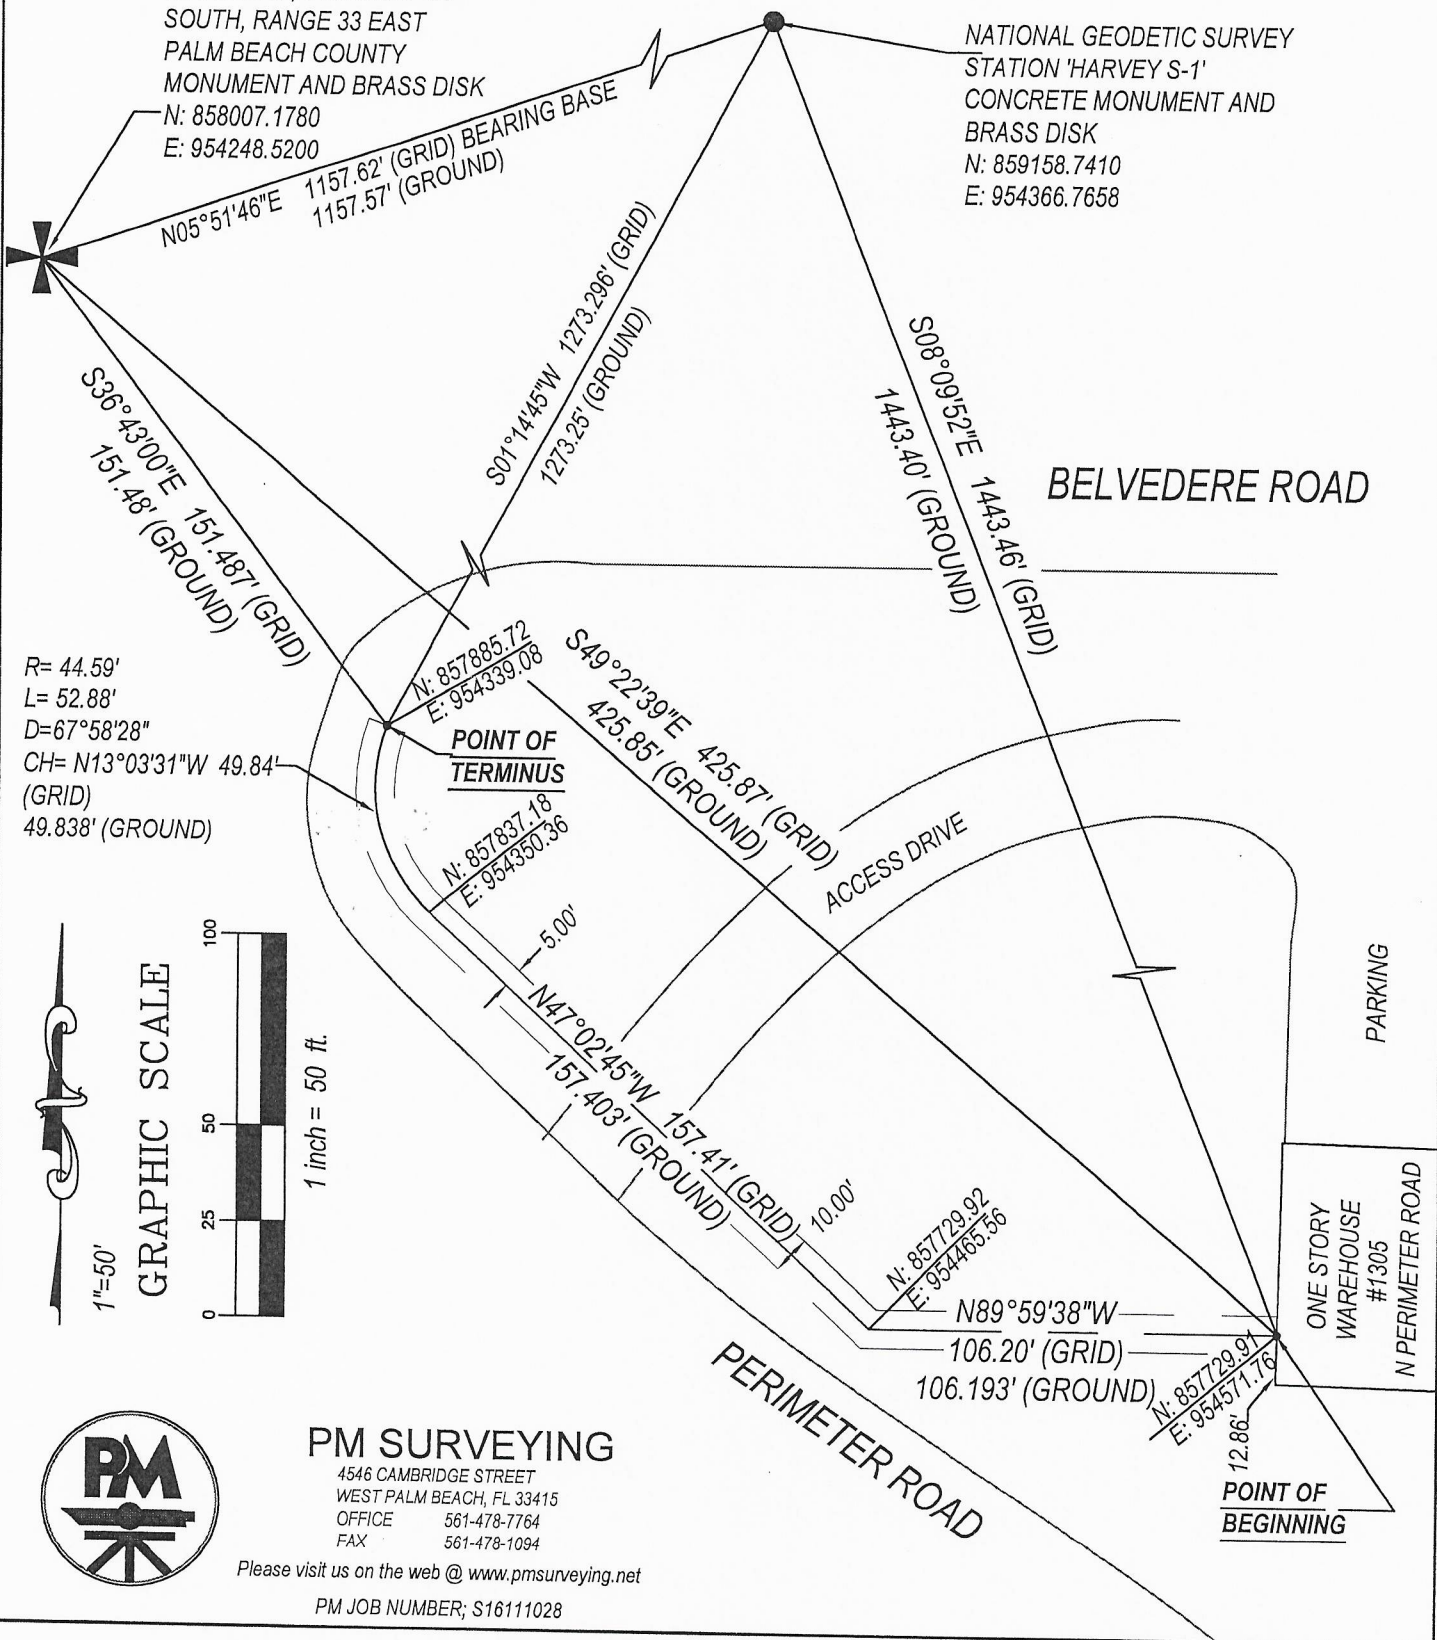 SOUTH, RANGE 33 EAST
PALM BEACH COUNTY
MONUMENT AND BRASS DISK
N: 858007.1780
E: 954248.5200
NATIONAL GEODETIC SURVEY
STATION 'HARVEY S-1'
CONCRETE MONUMENT AND
BRASS DISK
N: 859158.7410
E: 954366.7658
N05°51'46"E 1157.62' (GRID) BEARING BASE
1157.57' (GROUND)
S36°43'00"E 151.487' (GRID)
151.48' (GROUND)
S01°14'45"W 1273.296' (GRID)
1273.25' (GROUND)
S08°09'52"E 1443.46' (GRID)
1443.40' (GROUND)
BELVEDERE ROAD
R= 44.59'
L= 52.88'
D=67°58'28"
CH= N13°03'31"W 49.84'
(GRID)
49.838' (GROUND)
N: 857885.72
E: 954339.08
POINT OF
TERMINUS
S49°22'39"E 425.87' (GRID)
425.85' (GROUND)
N: 857837.18
E: 954350.36
ACCESS DRIVE
5.00'
N47°02'45"W 157.41' (GRID)
157.403' (GROUND)
10.00'
PARKING
GRAPHIC SCALE
1"=50'
0
25
50
100
1 inch = 50 ft.
N: 857729.92
E: 954465.56
N89°59'38"W
106.20' (GRID)
106.193' (GROUND)
N: 857729.91
E: 954571.76
12.86'
ONE STORY
WAREHOUSE
#1305
N PERIMETER ROAD
POINT OF
BEGINNING
PERIMETER ROAD
PM
PM SURVEYING
4546 CAMBRIDGE STREET
WEST PALM BEACH, FL 33415
OFFICE 561-478-7764
FAX 561-478-1094
Please visit us on the web @ www.pmsurveying.net
PM JOB NUMBER; S16111028